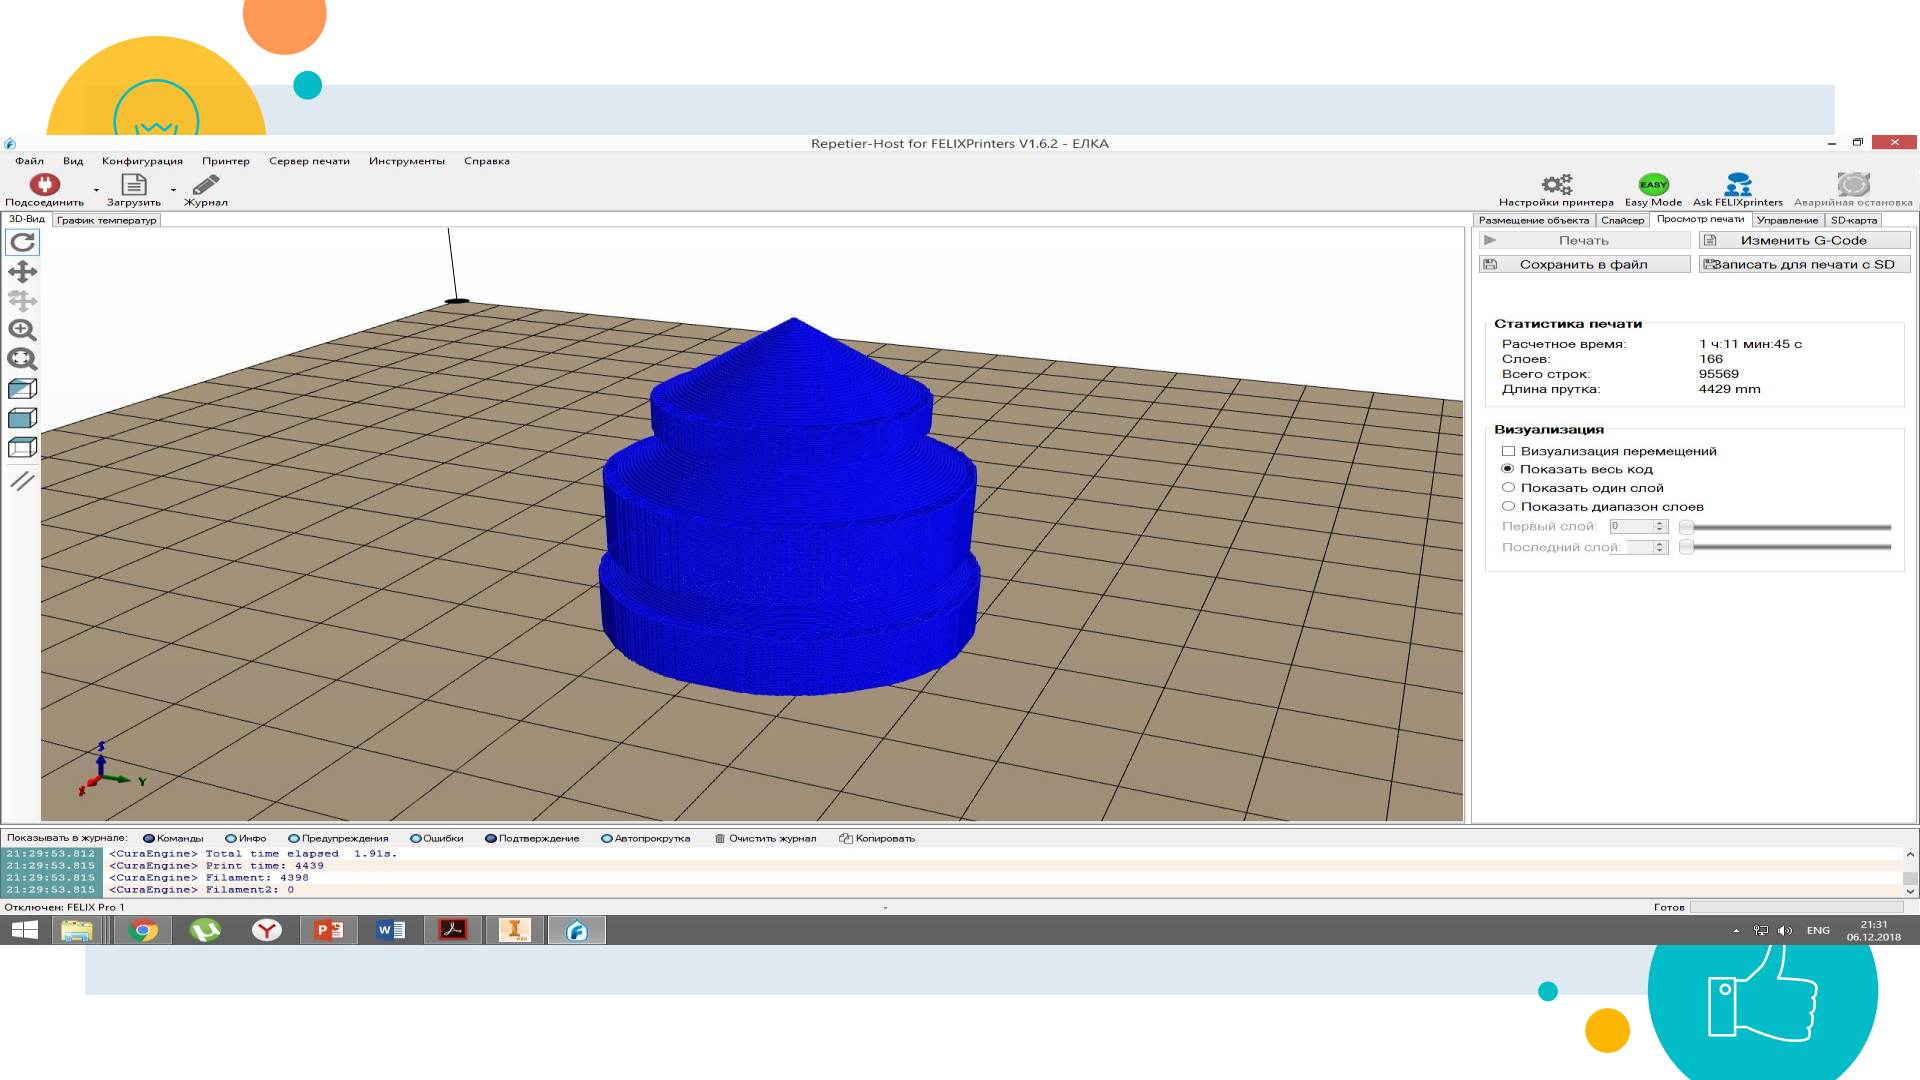 Repetier-Host for FELIXPrinters V1.6.2 - ЕЛКА
Файл Вид Конфигурация Принтер Сервер печати Инструменты Справка
Подсоединить Загрузить Журнал
Настройки принтера Easy Mode Ask FELIXprinters Аварийная остановка
EASY
3D-Вид График температур
Размещение объекта Слайсер Просмотр печати Управление SD-карта
Печать Изменить G-Code
Сохранить в файл Записать для печати с SD
Статистика печати
Расчетное время: 1 ч:11 мин:45 с
Слоев: 166
Всего строк: 95569
Длина прутка: 4429 mm
Визуализация
Визуализация перемещений
Показать весь код
Показать один слой
Показать диапазон слоев
Первый слой: 0
Последний слой:
Y
Показывать в журнале: Команды Инфо Предупреждения Ошибки Подтверждение Автопрокрутка Очистить журнал Копировать
21:29:53.812 <CuraEngine> Total time elapsed 1.91s.
21:29:53.815 <CuraEngine> Print time: 4439
21:29:53.815 <CuraEngine> Filament: 4398
21:29:53.815 <CuraEngine> Filament2: 0
Отключен: FELIX Pro 1 - Готов
ENG 21:31
06.12.2018